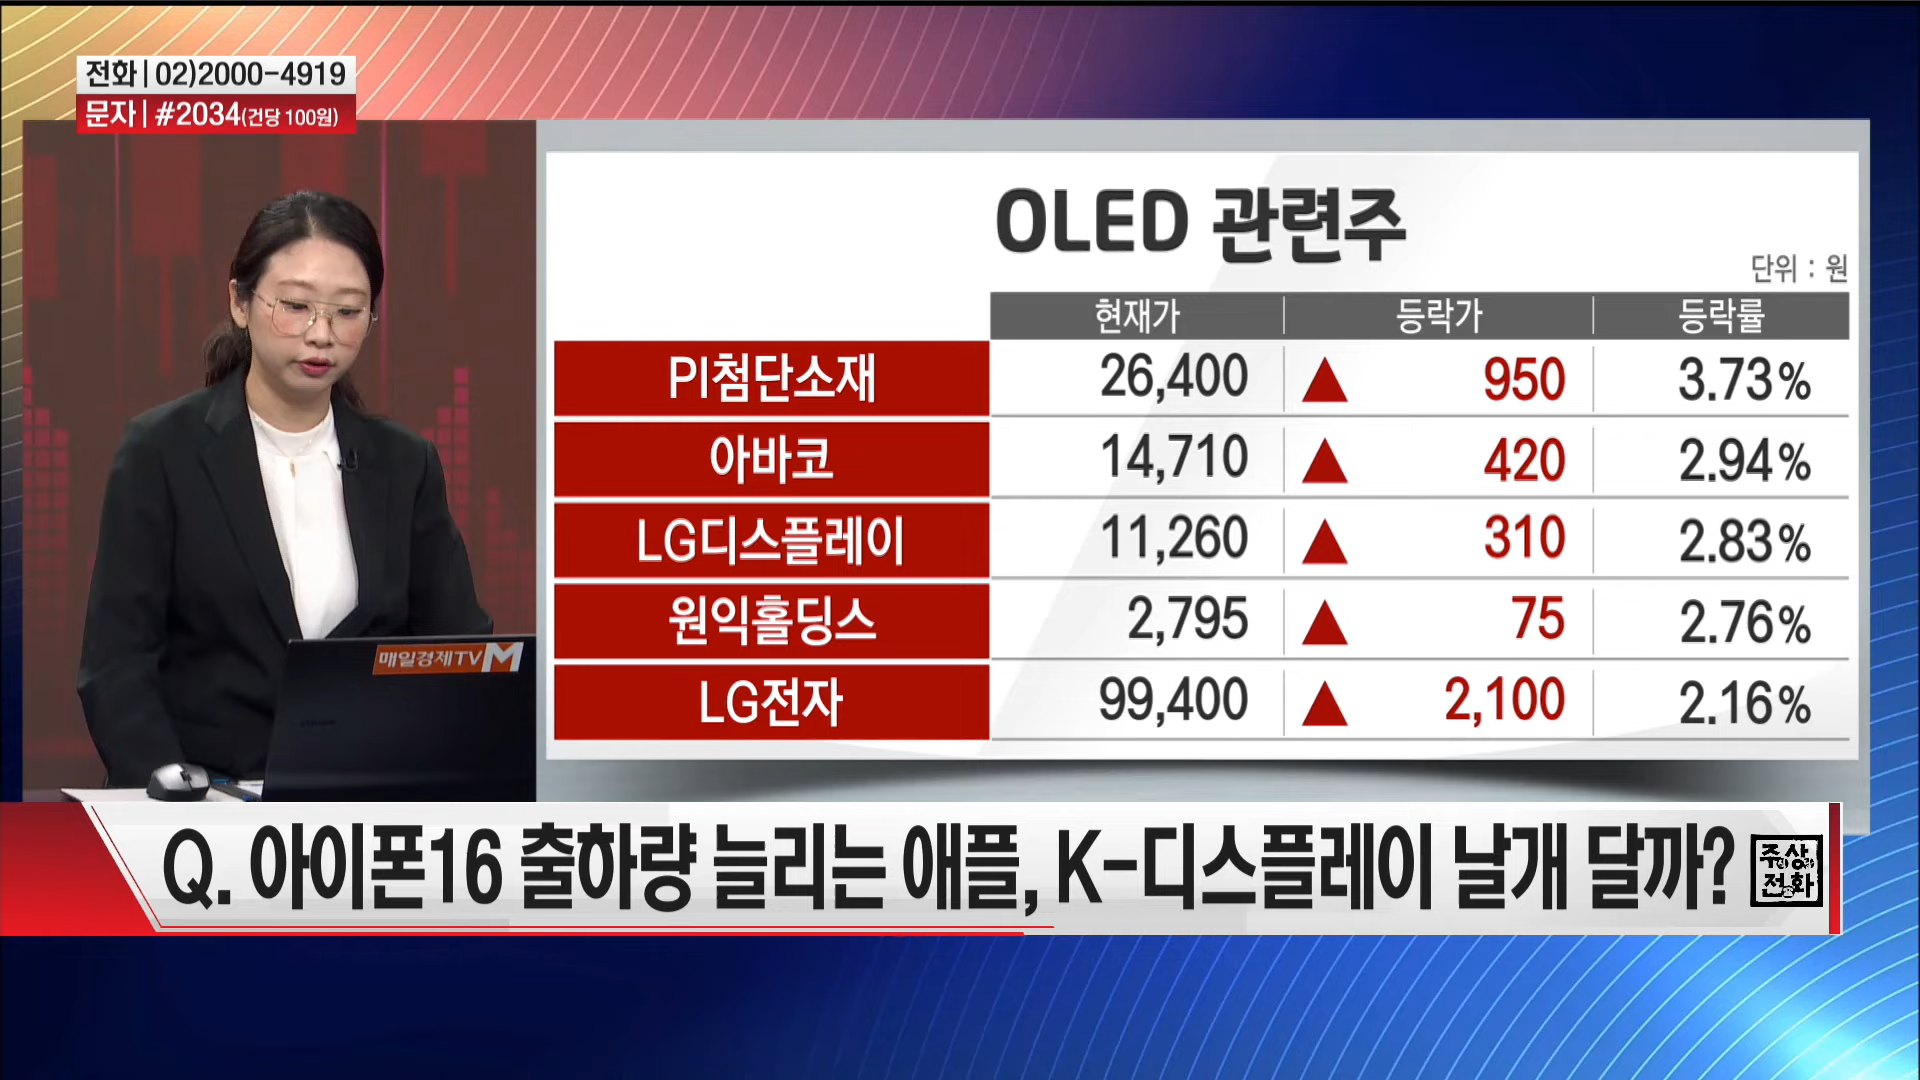 전화 | 02)2000-4919
문자 | #2034(건당 100원)
OLED 관련주
단위 : 원
현재가 등락가 등락률
PI첨단소재 26,400 ▲ 950 3.73%
아바코 14,710 ▲ 420 2.94%
LG디스플레이 11,260 ▲ 310 2.83%
원익홀딩스 2,795 ▲ 75 2.76%
LG전자 99,400 ▲ 2,100 2.16%
매일경제TV M
Q. 아이폰16 출하량 늘리는 애플, K-디스플레이 날개 달까?
주상
전화